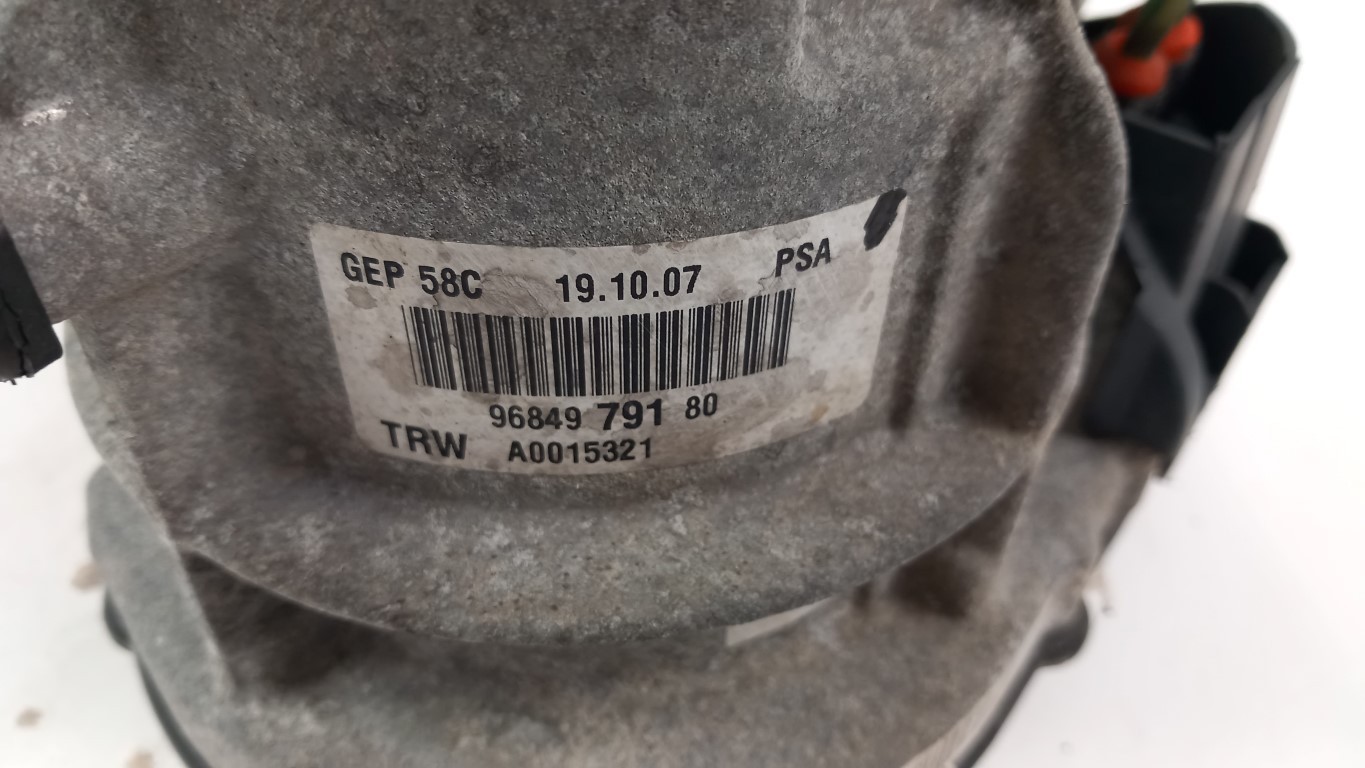 GEP 58C 19.10.07 PSA
96849 791 80
TRW A0015321